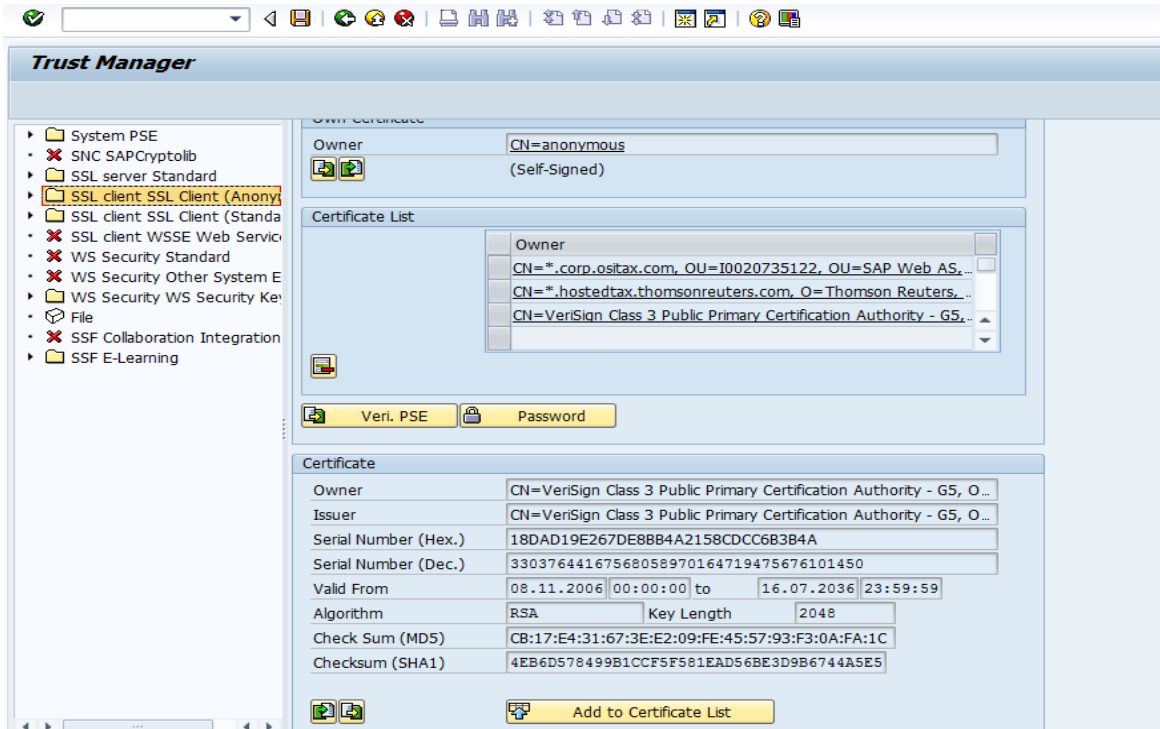 Trust Manager
System PSE
SNC SAPCryptolib
SSL server Standard
SSL client SSL Client (Anony
SSL client SSL Client (Standa
SSL client WSSE Web Servic
WS Security Standard
WS Security Other System E
WS Security WS Security Key
File
SSF Collaboration Integration
SSF E-Learning
Own Certificate
Owner CN=anonymous
(Self-Signed)
Certificate List
Owner
CN=*.corp.ositax.com, OU=I0020735122, OU=SAP Web AS, ..
CN=*.hostedtax.thomsonreuters.com, O=Thomson Reuters, ..
CN=VeriSign Class 3 Public Primary Certification Authority - G5, ..
Veri. PSE Password
Certificate
Owner CN=VeriSign Class 3 Public Primary Certification Authority - G5, O...
Issuer CN=VeriSign Class 3 Public Primary Certification Authority - G5, O...
Serial Number (Hex.) 18DAD19E267DE8BB4A2158CDCC6B3B4A
Serial Number (Dec.) 33037644167568058970164719475676101450
Valid From 08.11.2006 00:00:00 to 16.07.2036 23:59:59
Algorithm RSA Key Length 2048
Check Sum (MD5) CB:17:E4:31:67:3E:E2:09:FE:45:57:93:F3:0A:FA:1C
Checksum (SHA1) 4EB6D578499B1CCF5F581EAD56BE3D9B6744A5E5
Add to Certificate List